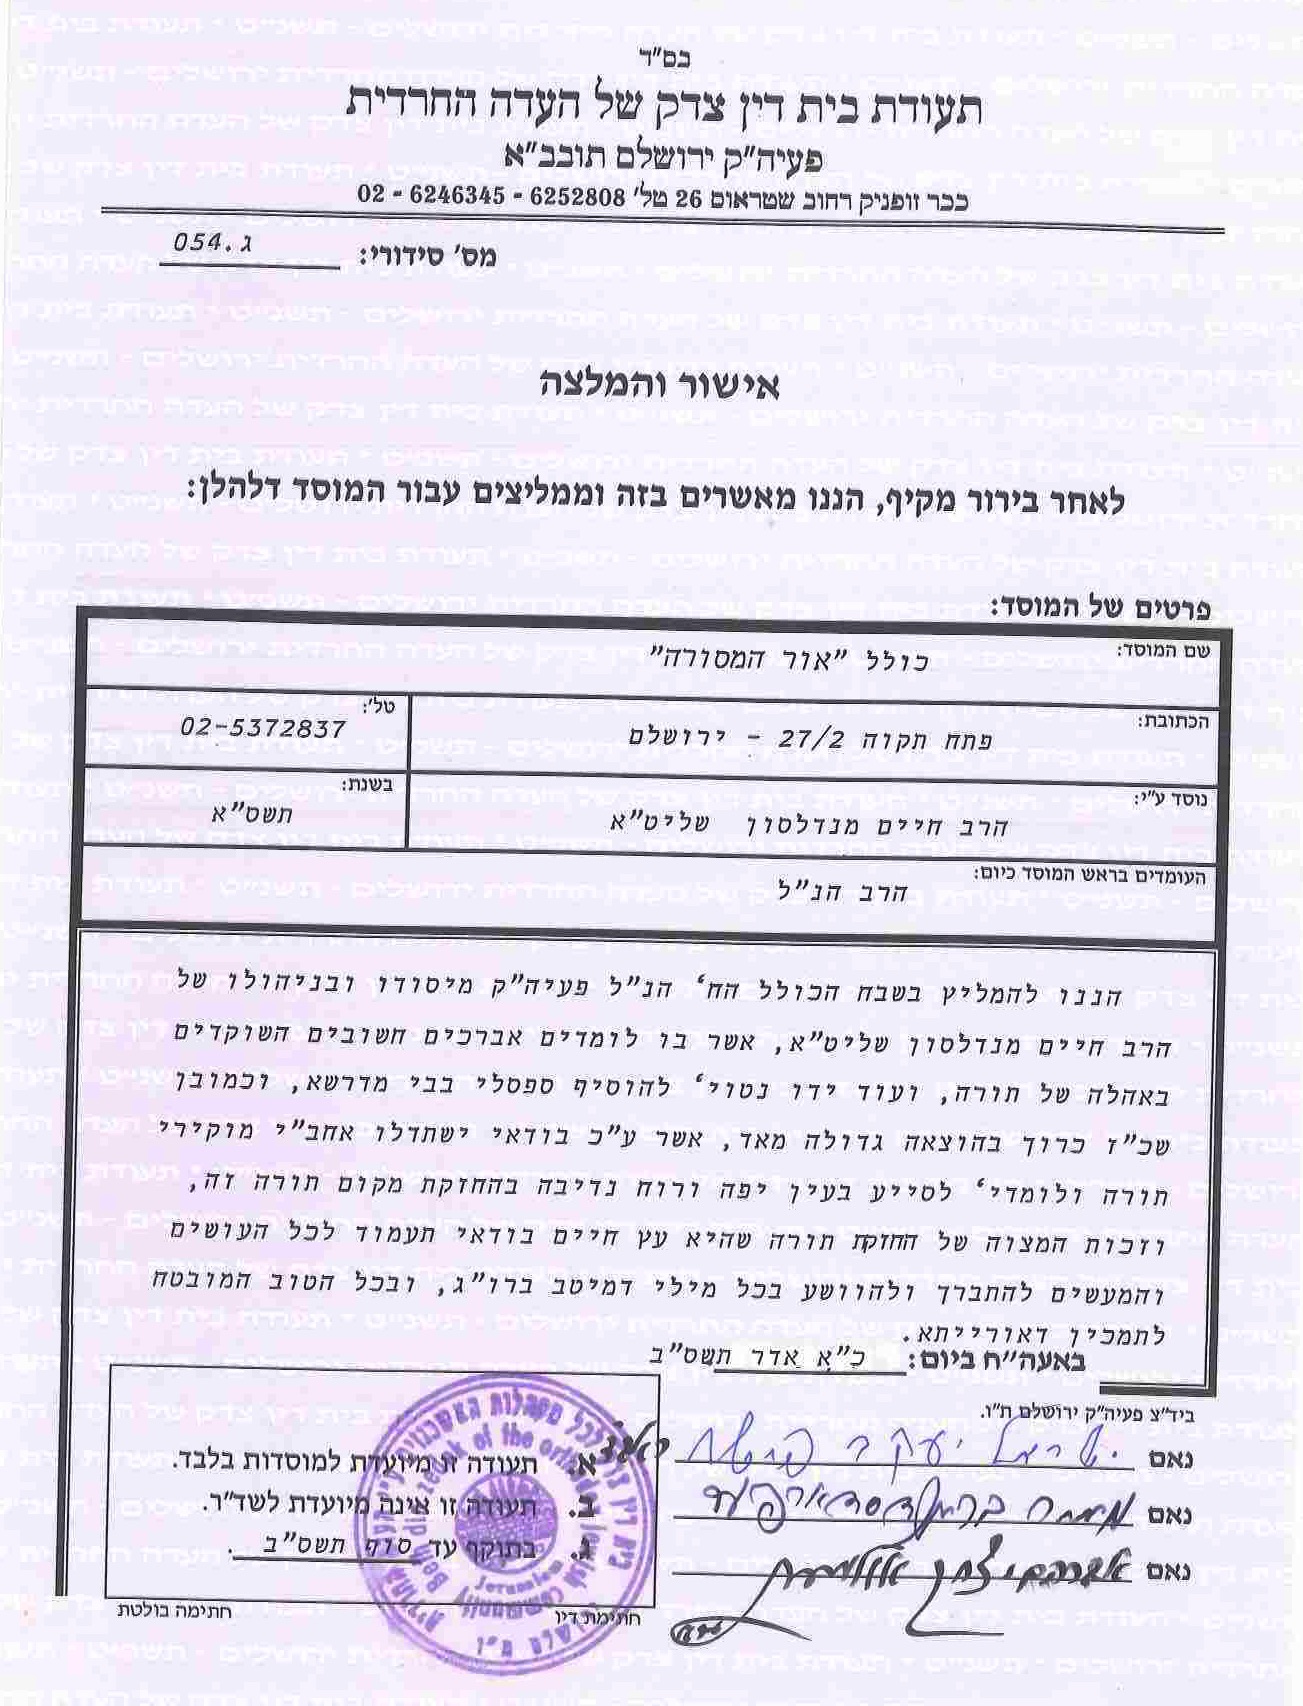 בס"ד
תעודת בית דין צדק של העדה החרדית
פעיה"ק ירושלם תובב"א
ככר זופניק רחוב שטראוס 26 טל' 6252808 - 6246345 - 02
מס' סידורי: ג.054
אישור והמלצה
לאחר בירור מקיף, הננו מאשרים בזה וממליצים עבור המוסד דלהלן:
פרטים של המוסד:
שם המוסד: כולל "אור המסורה"
הכתובת: פתח תקוה 27/2 - ירושלם טל': 02-5372837
נוסד ע"י: הרב חיים מנדלסון שליט"א בשנת: תשס"א
העומדים בראש המוסד כיום: הרב הנ"ל
הננו להמליץ בשבח הכולל הח' הנ"ל פעיה"ק מיסודו ובניהולו של
הרב חיים מנדלסון שליט"א, אשר בו לומדים אברכים חשובים השוקדים
באהלה של תורה, ועוד ידו נטוי' להוסיף ספסלי בבי מדרשא, וכמובן
שכ"ז כרוך בהוצאה גדולה מאד, אשר ע"כ בודאי ישתדלו אחב"י מוקירי
תורה ולומדי' לסייע בעין יפה ורוח נדיבה בהחזקת מקום תורה זה,
וזכות המצוה של החזקת תורה שהיא עץ חיים בודאי תעמוד לכל העושים
והמעשים להתברך ולהוושע בכל מילי דמיטב ברו"ג, ובכל הטוב המובטח
לתמכין דאורייתא.
באעה"ח ביום: כ"א אדר תשס"ב
ביד"צ פעיה"ק ירושלם ת"ו.
נאם ישראל יעקב פישר
נאם
נאם
א. תעודה זו מיועדת למוסדות בלבד.
ב. תעודה זו אינה מיועדת לשד"ר.
ג. בתוקף עד סוף תשס"ב.
חתימת דיו
חתימה בולטת